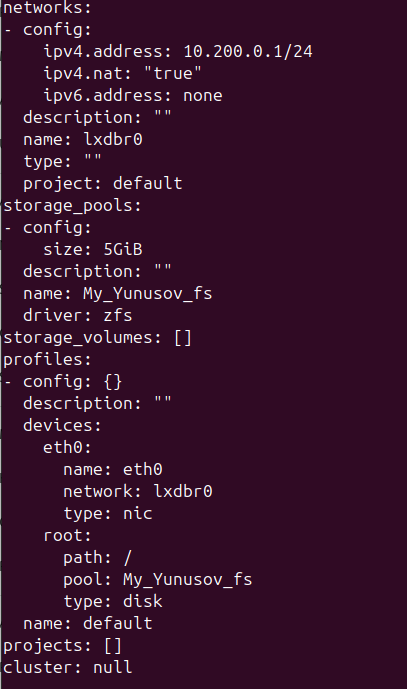 networks:
- config:
    ipv4.address: 10.200.0.1/24
    ipv4.nat: "true"
    ipv6.address: none
  description: ""
  name: lxdbr0
  type: ""
  project: default
storage_pools:
- config:
    size: 5GiB
  description: ""
  name: My_Yunusov_fs
  driver: zfs
storage_volumes: []
profiles:
- config: {}
  description: ""
  devices:
    eth0:
      name: eth0
      network: lxdbr0
      type: nic
    root:
      path: /
      pool: My_Yunusov_fs
      type: disk
  name: default
projects: []
cluster: null